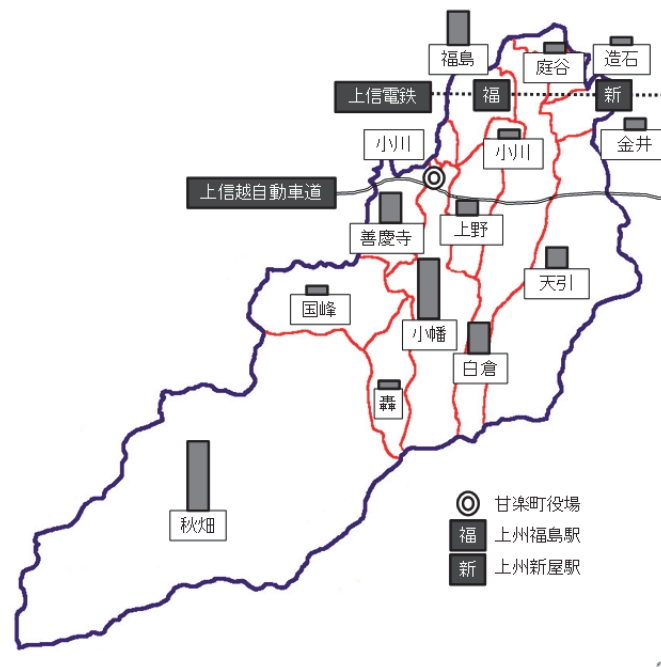 福島
庭谷
造石
上信電鉄
福
新
小川
小川
金井
上信越自動車道
善慶寺
上野
天引
国峰
小幡
白倉
轟
秋畑
甘楽町役場
福 上州福島駅
新 上州新屋駅